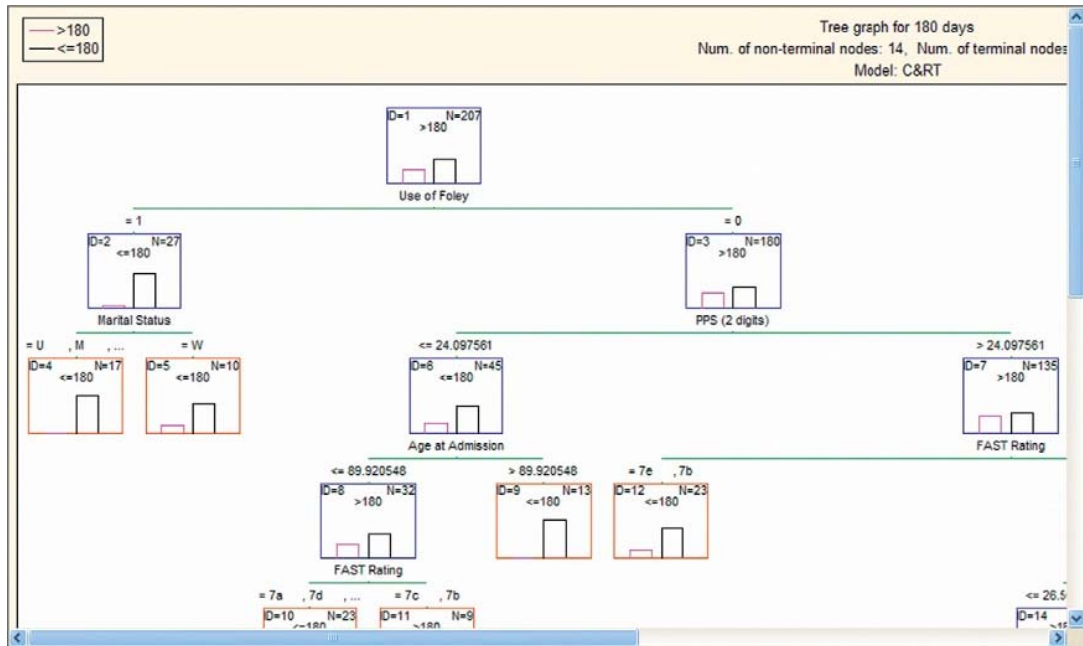 >180
<=180
Tree graph for 180 days
Num. of non-terminal nodes: 14, Num. of terminal nodes
Model: C&RT
ID=1 N=207
>180
Use of Foley
= 1 = 0
ID=2 N=27
<=180
Marital Status
ID=3 N=180
>180
PPS (2 digits)
= U , M , ... = W
<= 24.097561 > 24.097561
ID=4 N=17
<=180
ID=5 N=10
<=180
ID=6 N=45
<=180
Age at Admission
ID=7 N=135
>180
FAST Rating
<= 89.920548 > 89.920548
= 7e , 7b
ID=8 N=32
>180
FAST Rating
ID=9 N=13
<=180
ID=12 N=23
<=180
= 7a , 7d , ... = 7c , 7b
<= 26.5
ID=10 N=23
<=180
ID=11 N=9
>180
ID=14
>18